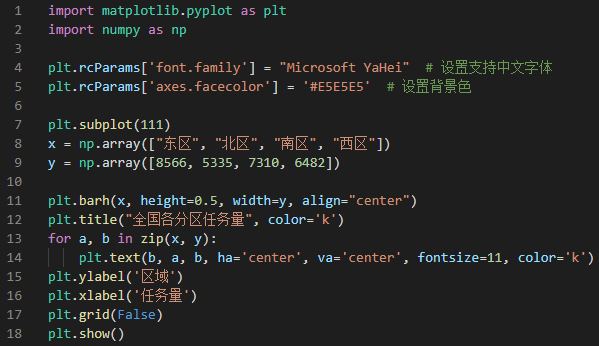 1 import matplotlib.pyplot as plt
2 import numpy as np
3
4 plt.rcParams['font.family'] = "Microsoft YaHei"  # 设置支持中文字体
5 plt.rcParams['axes.facecolor'] = '#E5E5E5'  # 设置背景色
6
7 plt.subplot(111)
8 x = np.array(["东区", "北区", "南区", "西区"])
9 y = np.array([8566, 5335, 7310, 6482])
10
11 plt.barh(x, height=0.5, width=y, align="center")
12 plt.title("全国各分区任务量", color='k')
13 for a, b in zip(x, y):
14     plt.text(b, a, b, ha='center', va='center', fontsize=11, color='k')
15 plt.ylabel('区域')
16 plt.xlabel('任务量')
17 plt.grid(False)
18 plt.show()